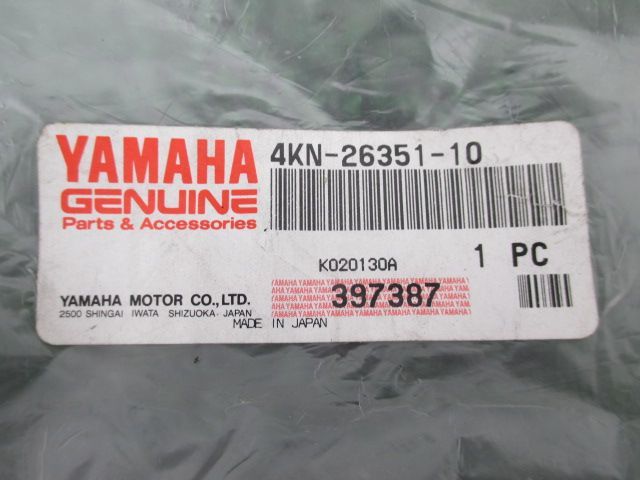 YAMAHA
GENUINE
Parts & Accessories
4KN-26351-10
K020130A
1 PC
397387
YAMAHA MOTOR CO., LTD.
2500 SHINGAI IWATA SHIZUOKA, JAPAN
MADE IN JAPAN